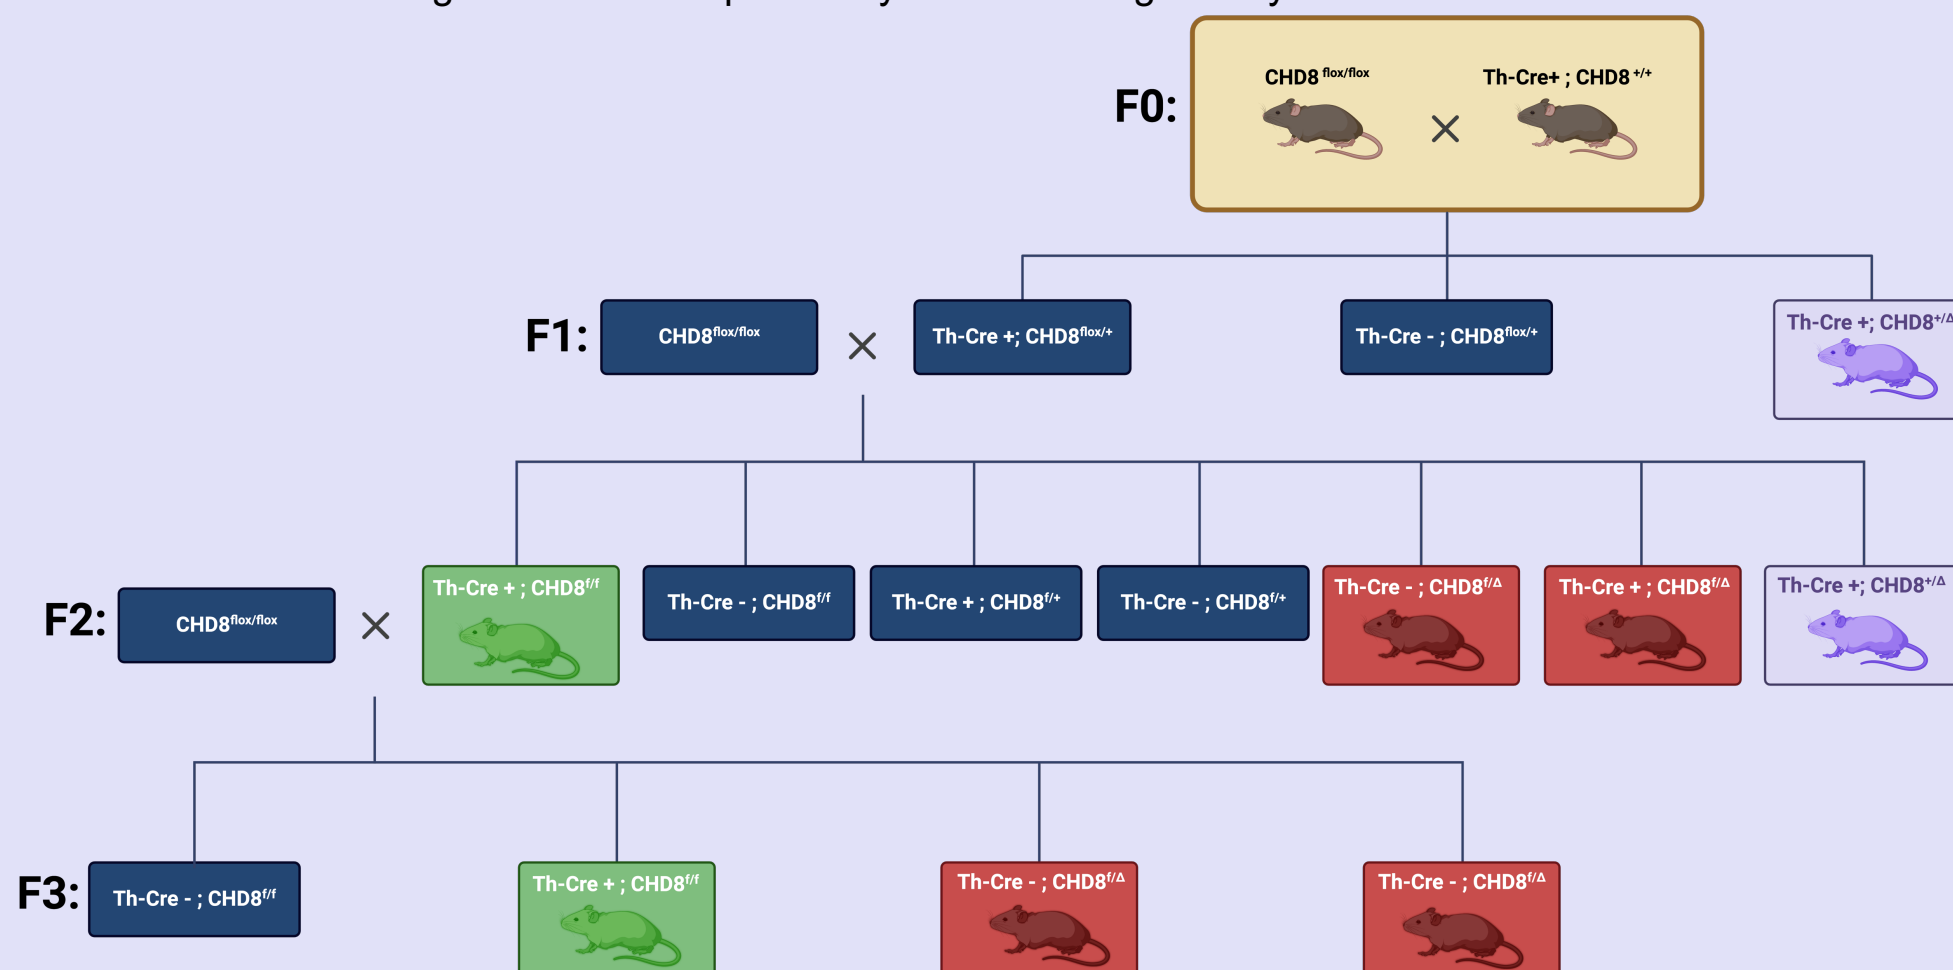 F0:
CHD8 flox/flox
Th-Cre+ ; CHD8 +/+
F1:
CHD8flox/flox
Th-Cre +; CHD8flox/+
Th-Cre - ; CHD8flox/+
Th-Cre +; CHD8+/Δ
F2:
CHD8flox/flox
Th-Cre + ; CHD8f/f
Th-Cre - ; CHD8f/f
Th-Cre + ; CHD8f/+
Th-Cre - ; CHD8f/+
Th-Cre - ; CHD8f/Δ
Th-Cre + ; CHD8f/Δ
Th-Cre +; CHD8+/Δ
F3:
Th-Cre - ; CHD8f/f
Th-Cre + ; CHD8f/f
Th-Cre - ; CHD8f/Δ
Th-Cre - ; CHD8f/Δ